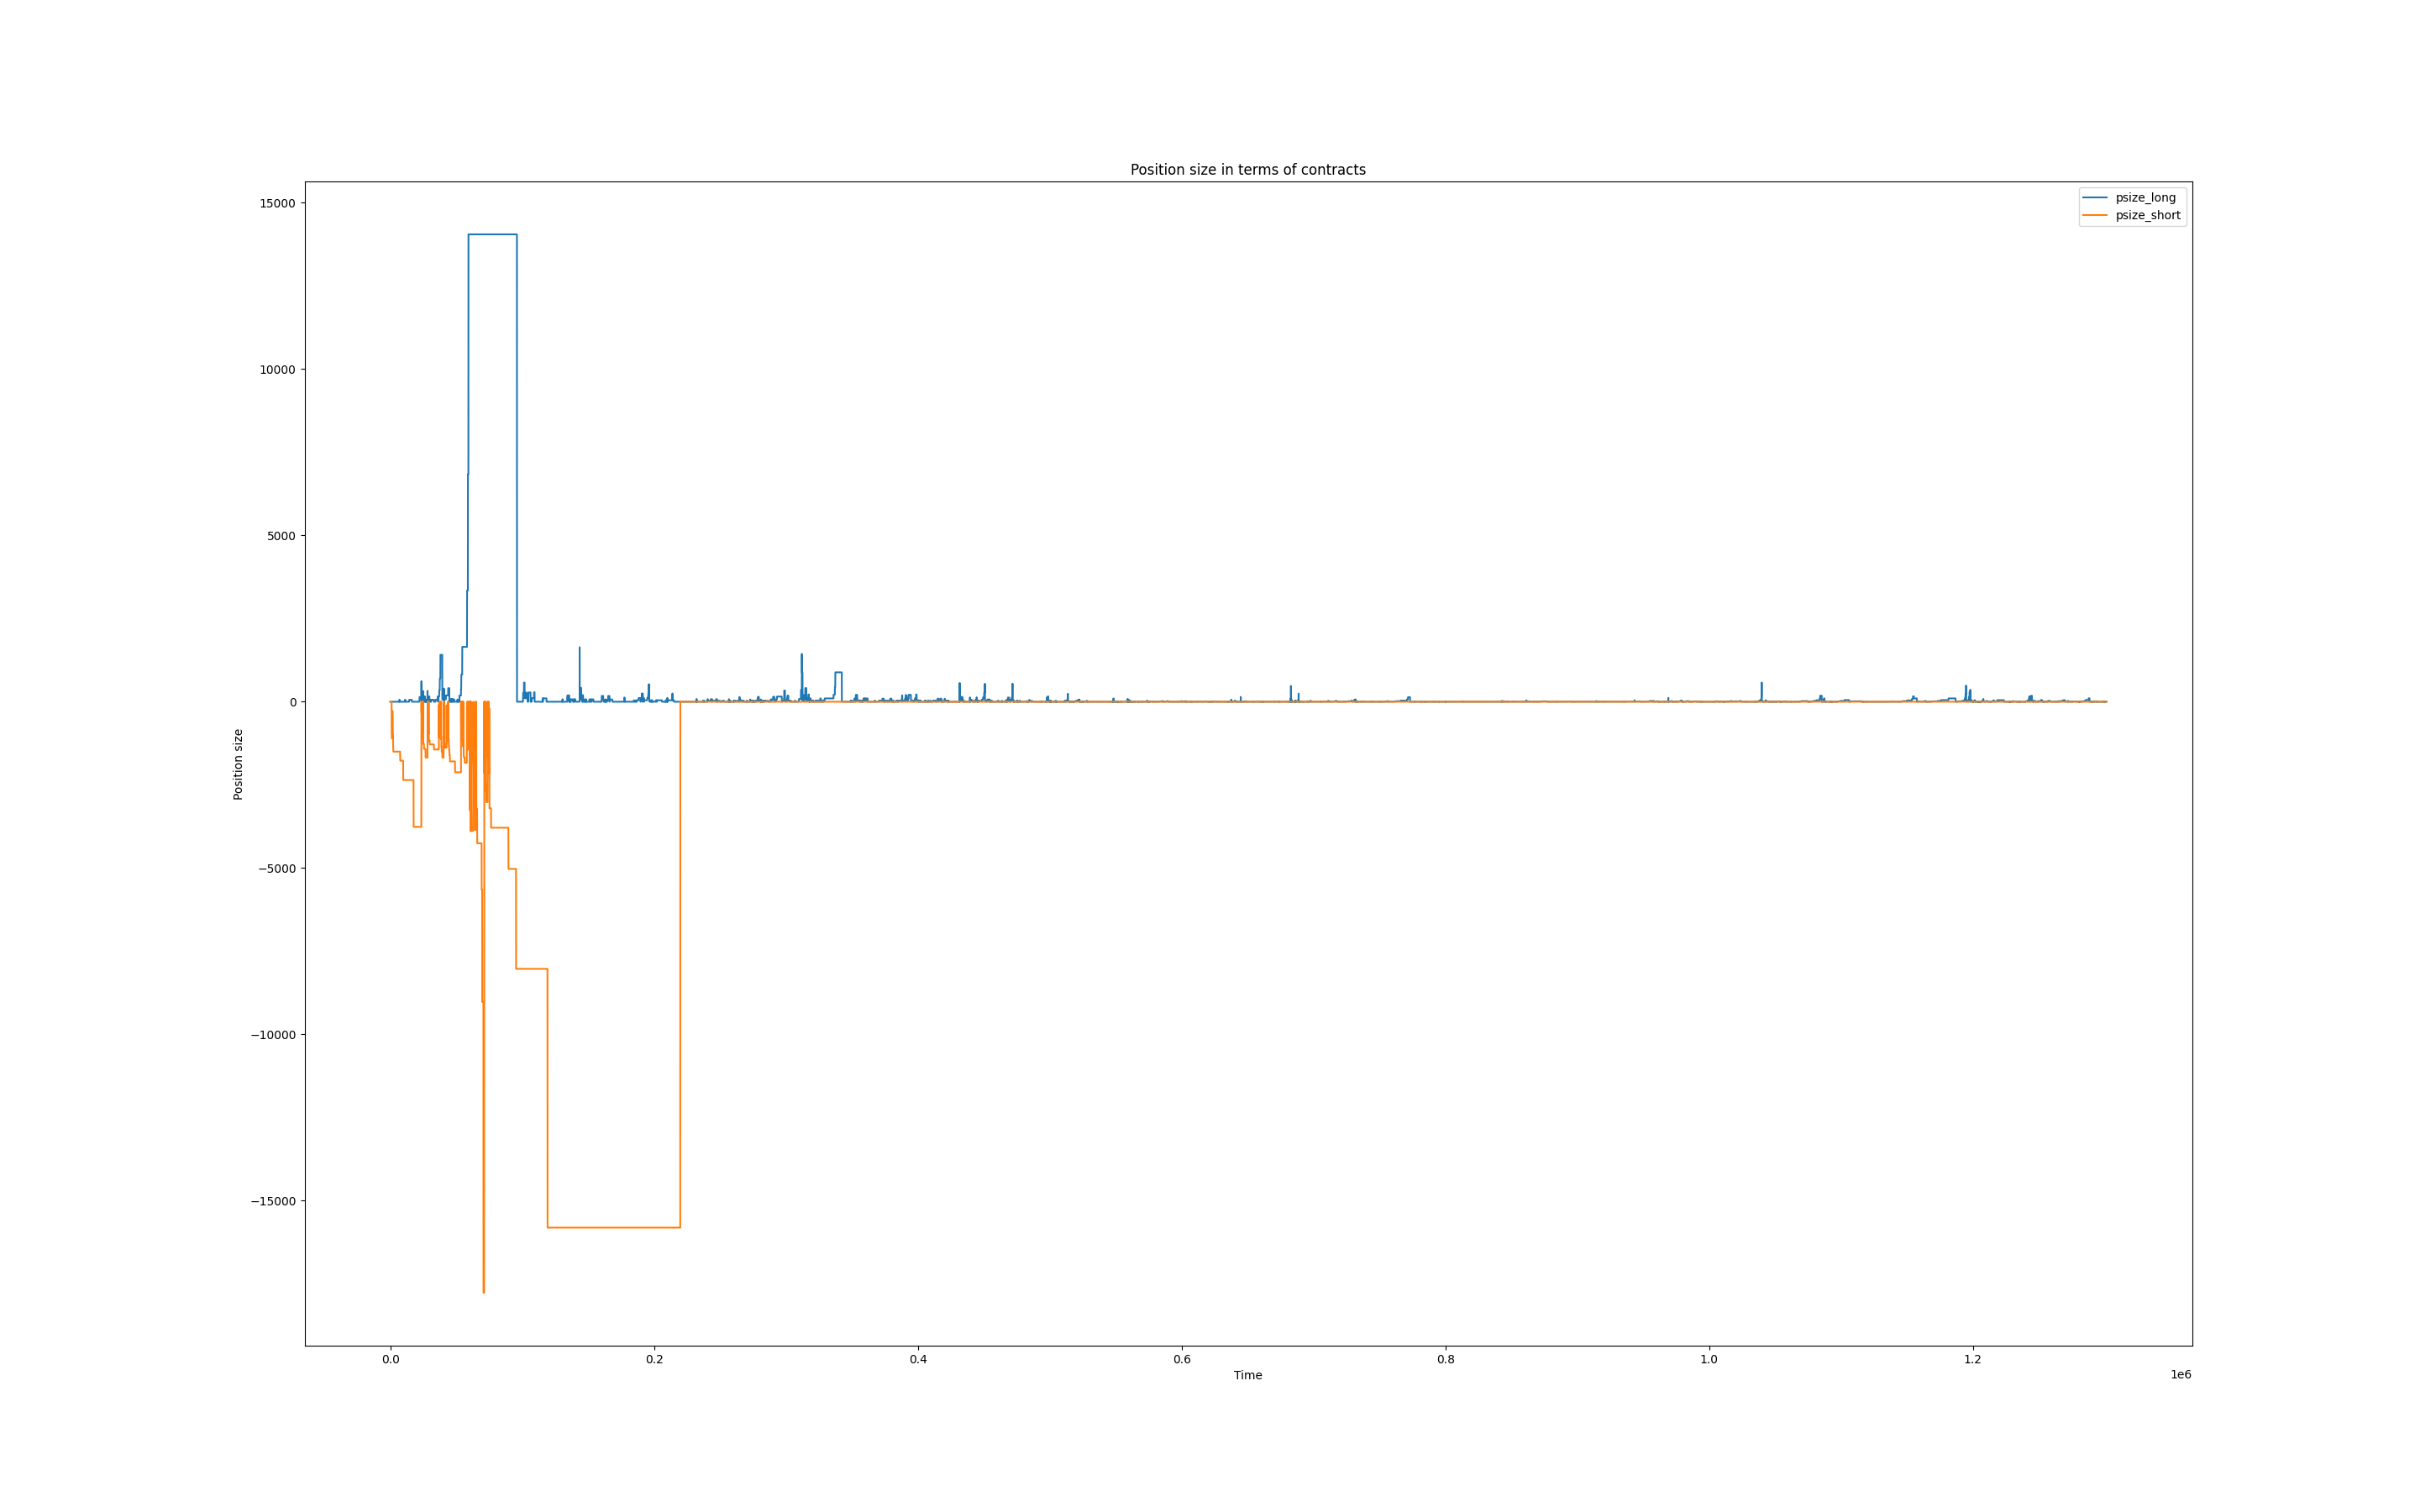 Position size in terms of contracts
psize_long
psize_short
15000
10000
5000
0
−5000
−10000
−15000
Position size
0.0
0.2
0.4
0.6
0.8
1.0
1.2
1e6
Time